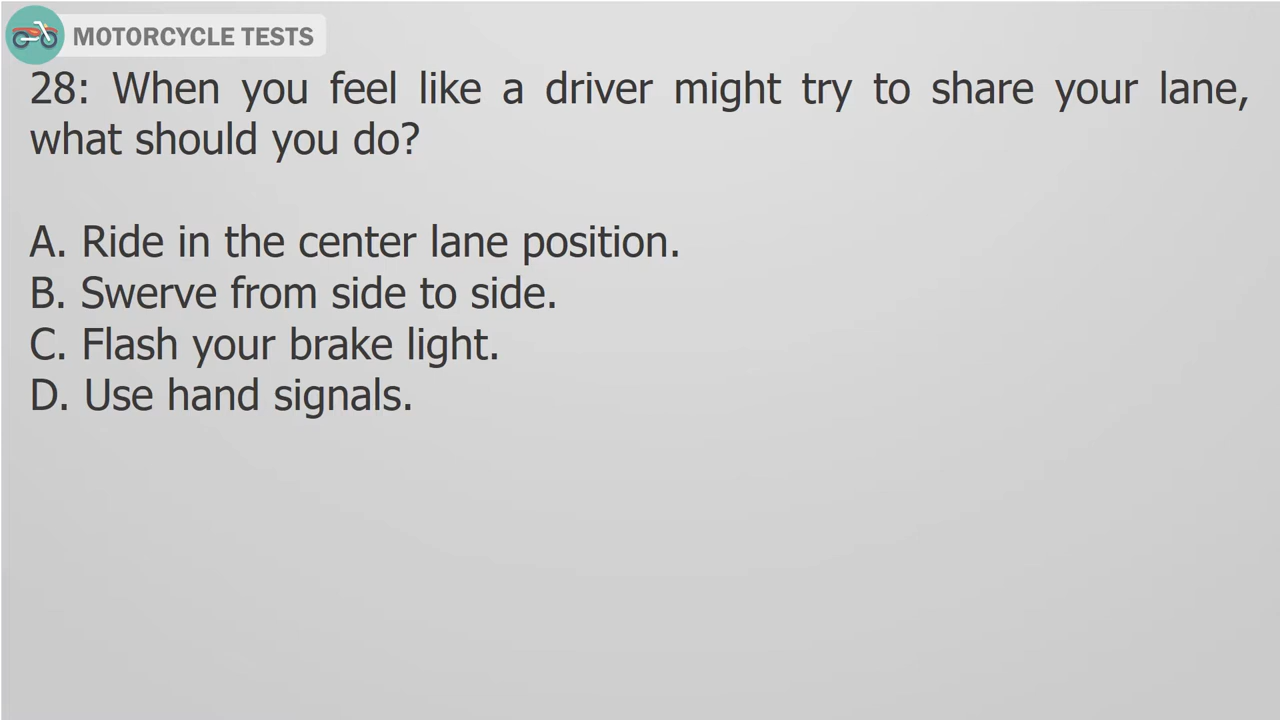 MOTORCYCLE TESTS
28: When you feel like a driver might try to share your lane,
what should you do?
A. Ride in the center lane position.
B. Swerve from side to side.
C. Flash your brake light.
D. Use hand signals.